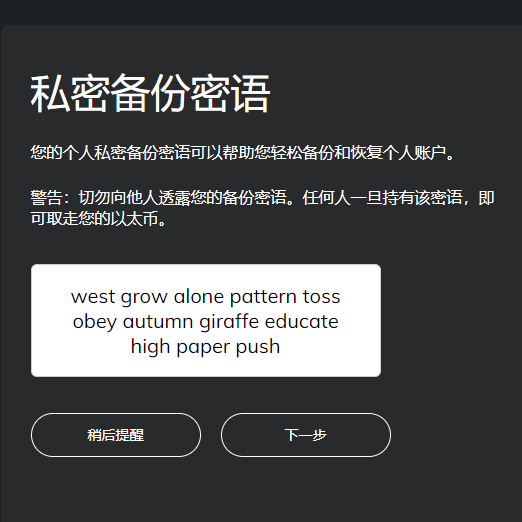 私密备份密语
您的个人私密备份密语可以帮助您轻松备份和恢复个人账户。
警告：切勿向他人透露您的备份密语。任何人一旦持有该密语，即
可取走您的以太币。
west grow alone pattern toss
obey autumn giraffe educate
high paper push
稍后提醒
下一步